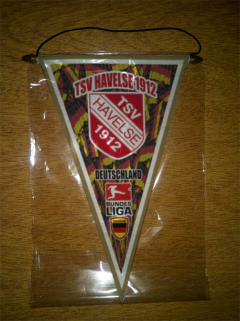 TSV HAVELSE 1912
TSV
HAVELSE
1912
DEUTSCHLAND
BUNDES
LIGA